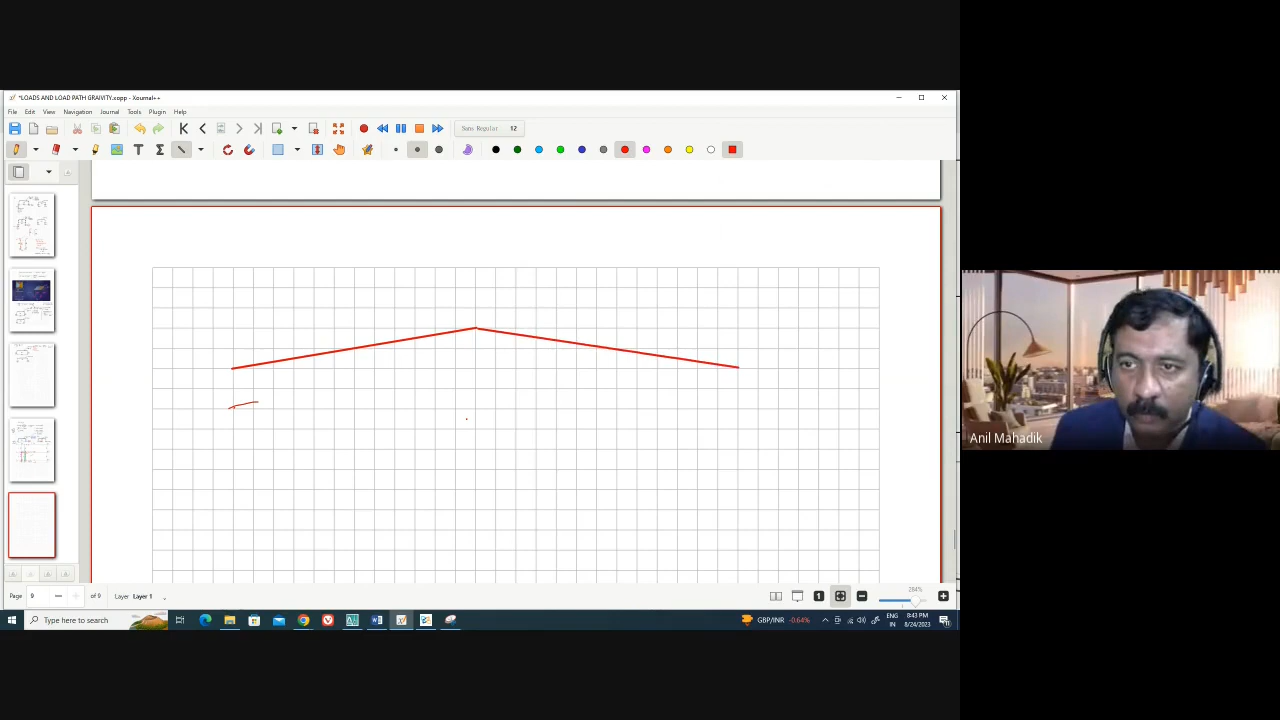 *LOADS AND LOAD PATH GRAIVITY.xopp - Xournal++
File Edit View Navigation Journal Tools Plugin Help
Sans Regular 12
Anil Mahadik
Page 9 of 9 Layer Layer 1
284%
Type here to search
GBP/INR -0.64%
ENG
IN
8:43 PM
8/24/2023